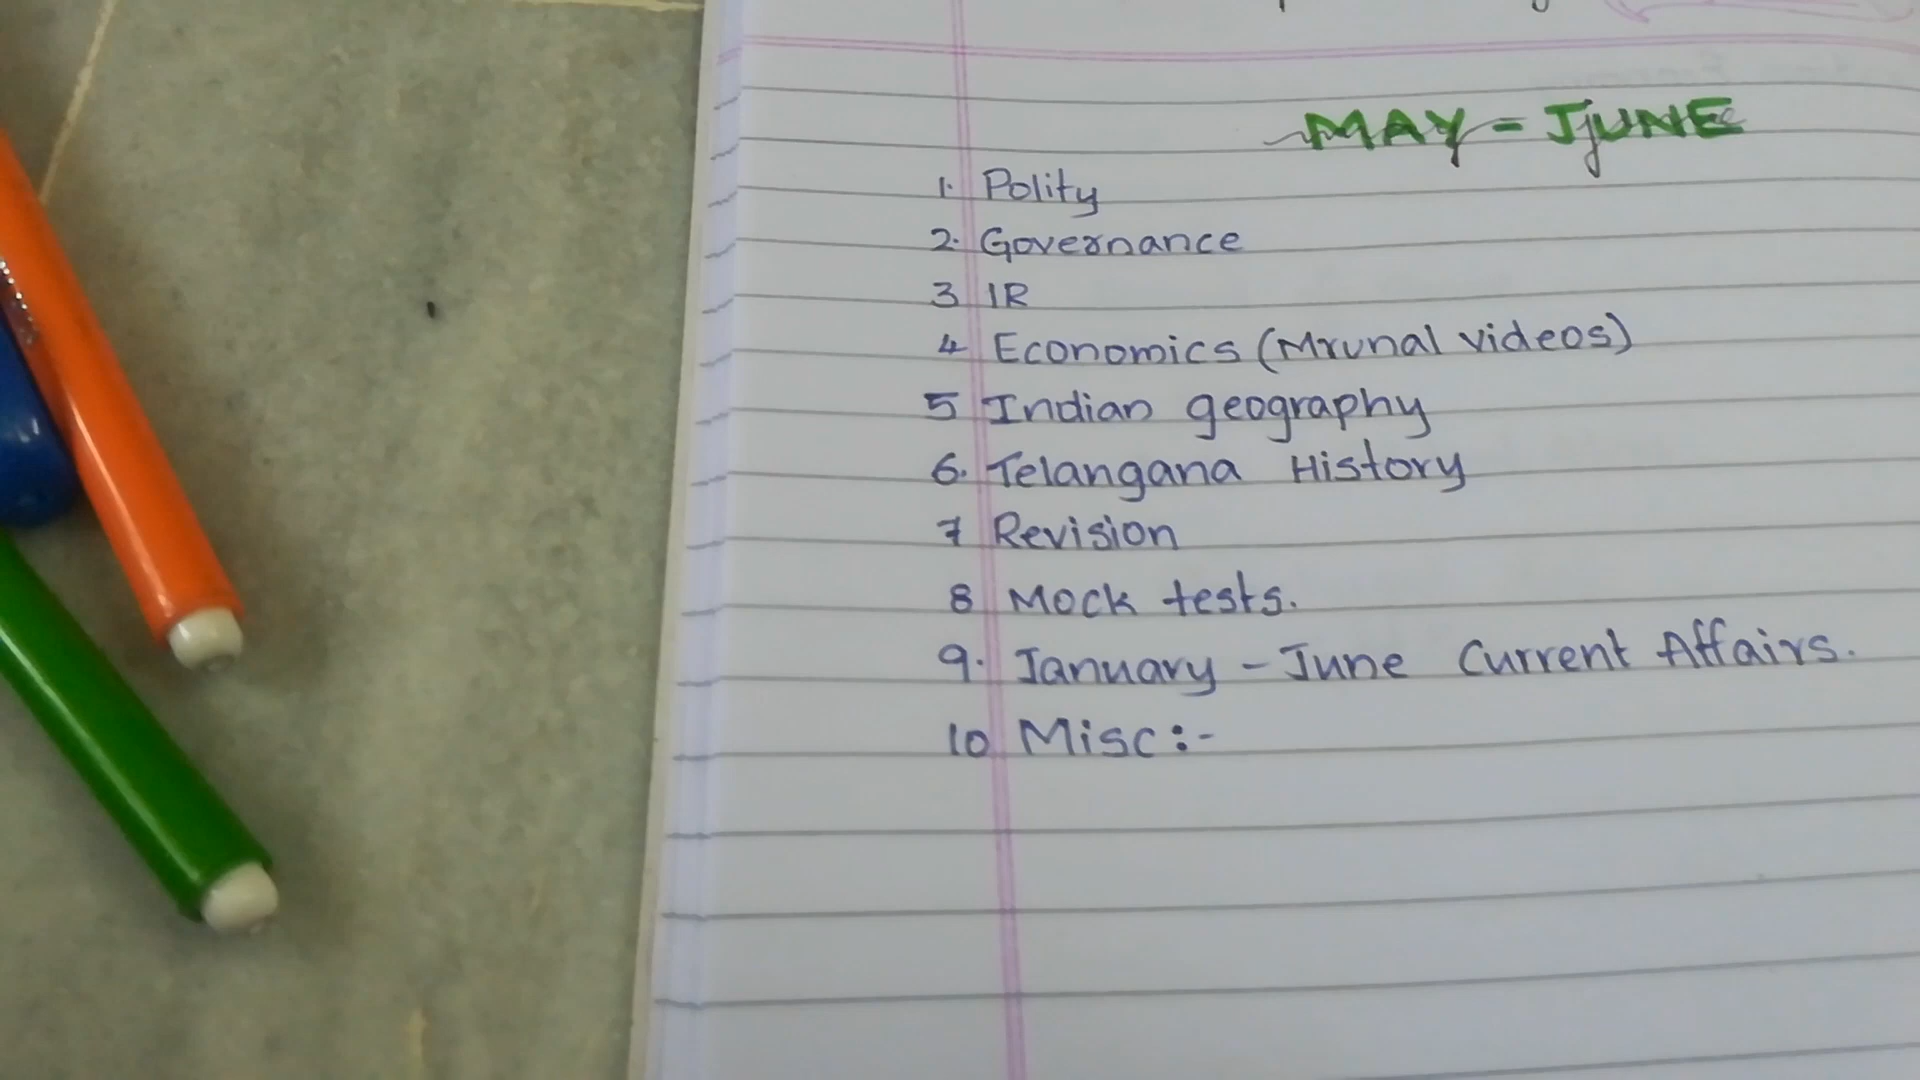 MAY - JUNE
1. Polity
2. Governance
3 IR
4 Economics (Mrunal videos)
5 Indian geography
6. Telangana History
7 Revision
8 Mock tests.
9. January - June Current Affairs.
10 Misc:-